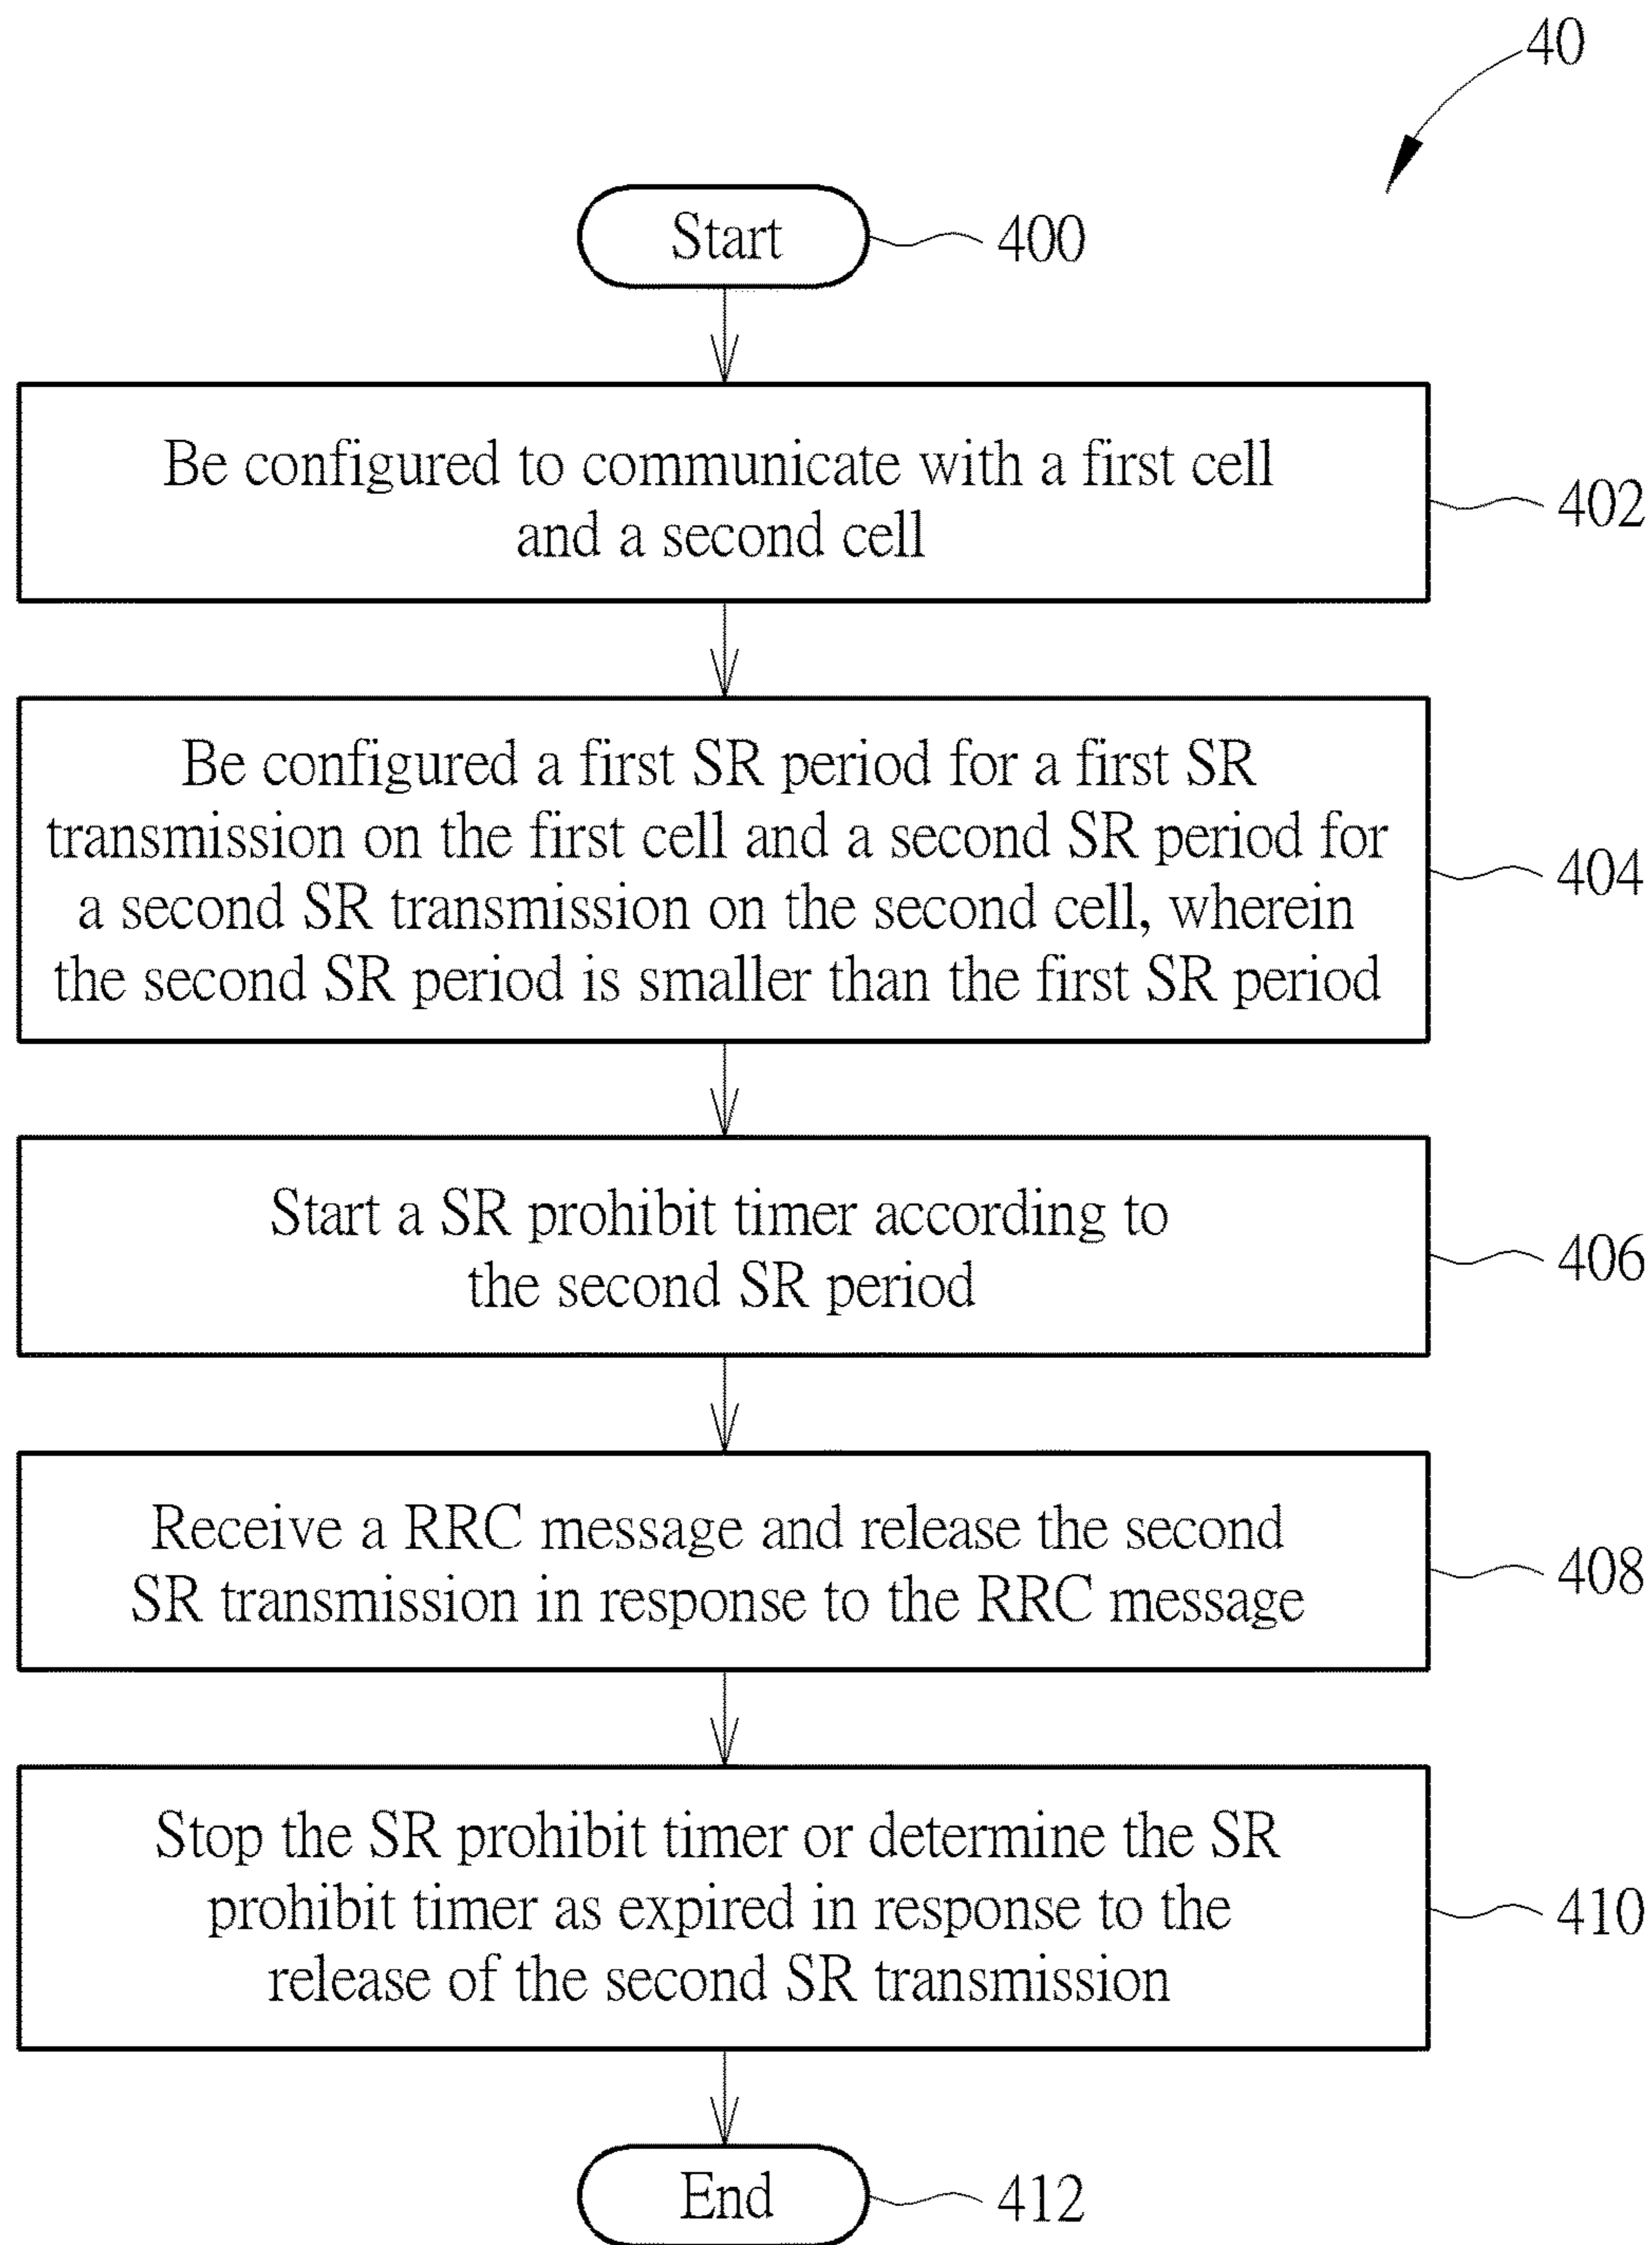 40
Start
400
Be configured to communicate with a first cell
and a second cell
402
Be configured a first SR period for a first SR
transmission on the first cell and a second SR period for
a second SR transmission on the second cell, wherein
the second SR period is smaller than the first SR period
404
Start a SR prohibit timer according to
the second SR period
406
Receive a RRC message and release the second
SR transmission in response to the RRC message
408
Stop the SR prohibit timer or determine the SR
prohibit timer as expired in response to the
release of the second SR transmission
410
End
412